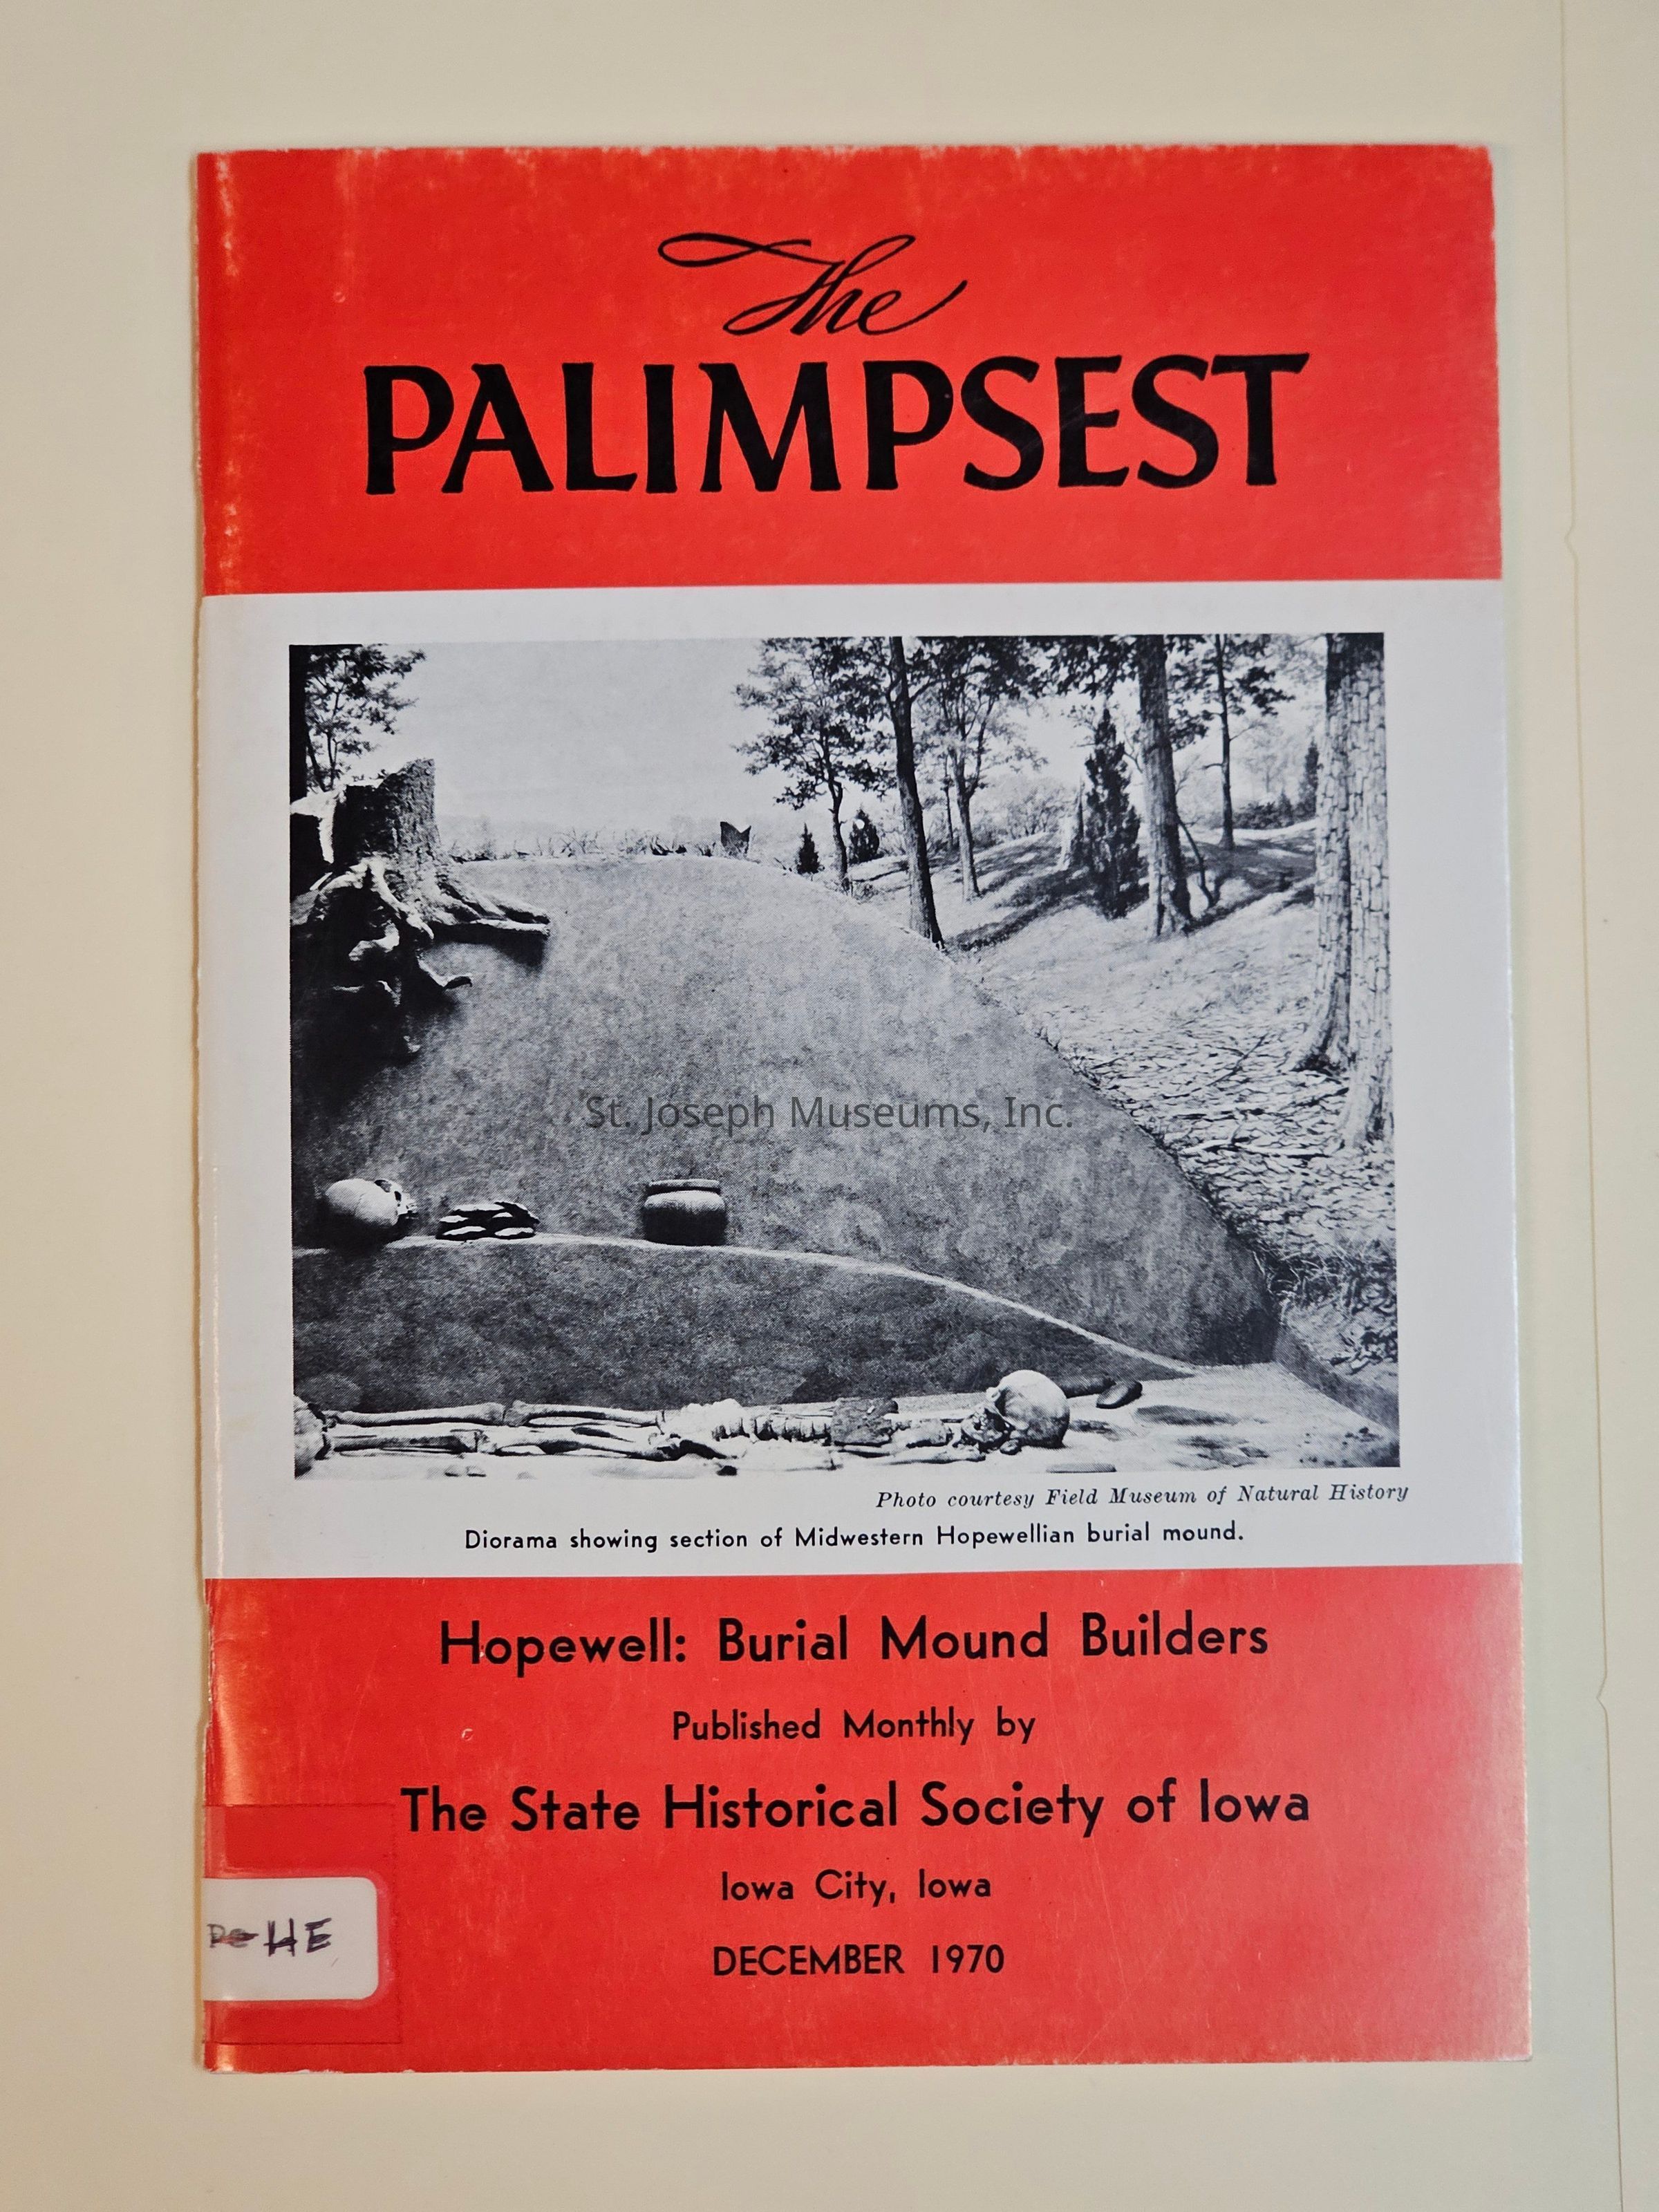 The
PALIMPSEST
St. Joseph Museums, Inc.
Photo courtesy Field Museum of Natural History
Diorama showing section of Midwestern Hopewellian burial mound.
Hopewell: Burial Mound Builders
Published Monthly by
The State Historical Society of Iowa
Iowa City, Iowa
HE
DECEMBER 1970